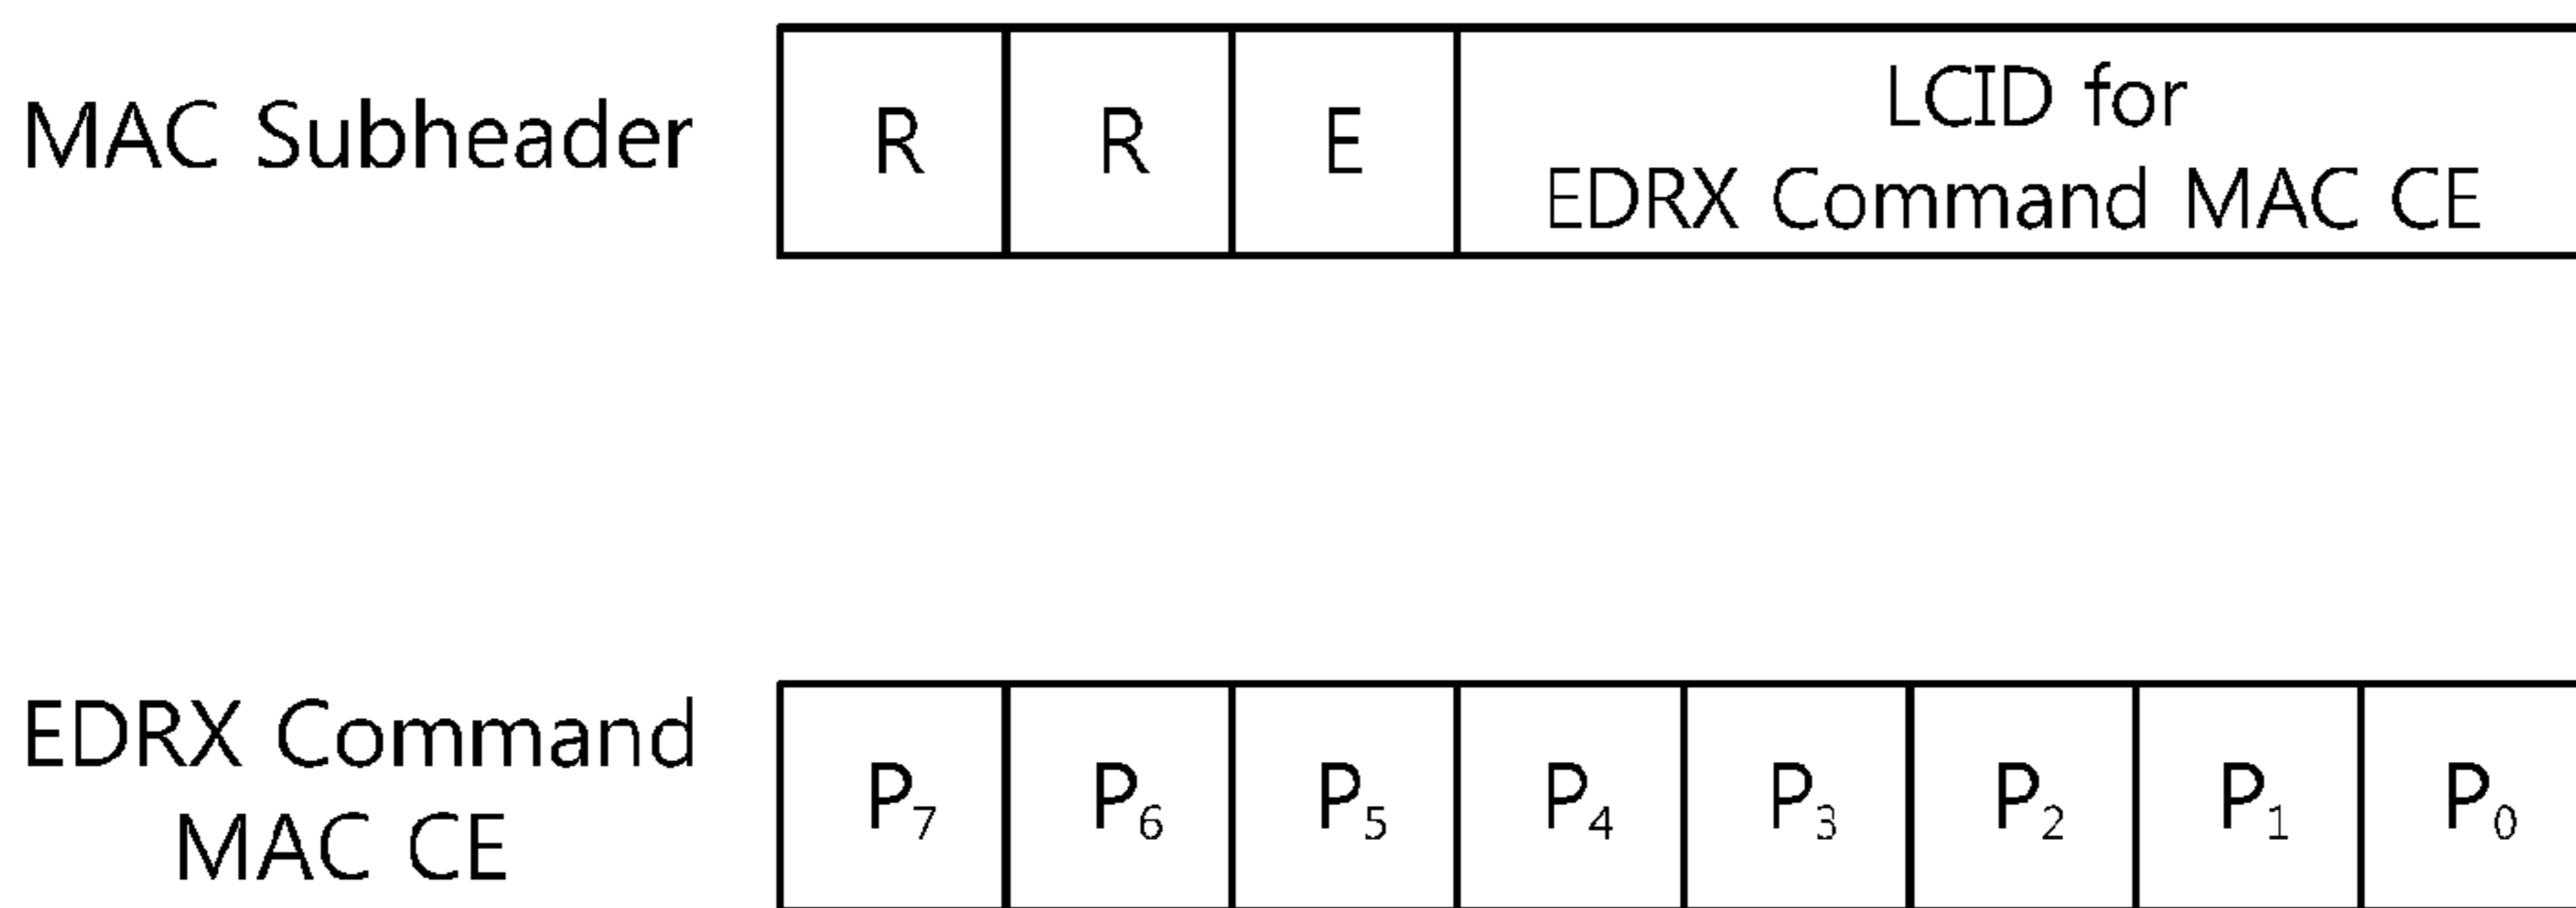 MAC Subheader
R R E LCID for
EDRX Command MAC CE
EDRX Command
MAC CE
P₇ P₆ P₅ P₄ P₃ P₂ P₁ P₀